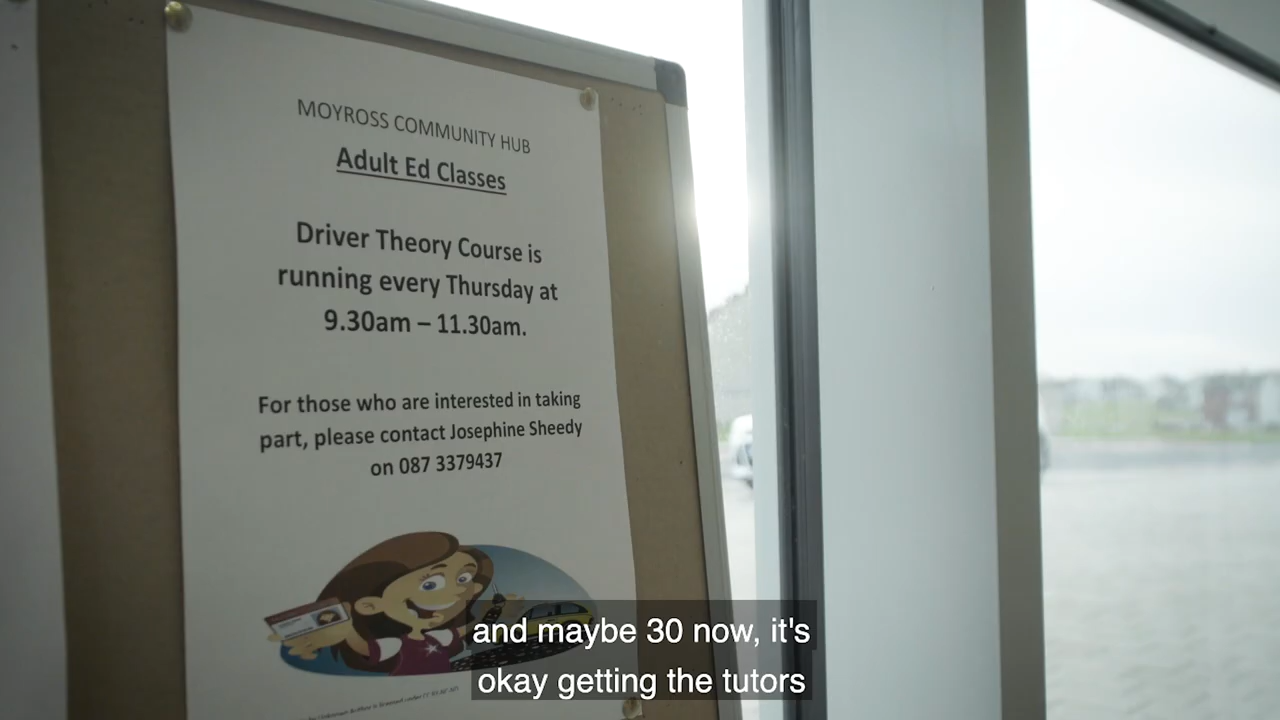 MOYROSS COMMUNITY HUB
Adult Ed Classes
Driver Theory Course is
running every Thursday at
9.30am – 11.30am.
For those who are interested in taking
part, please contact Josephine Sheedy
on 087 3379437
and maybe 30 now, it's
okay getting the tutors